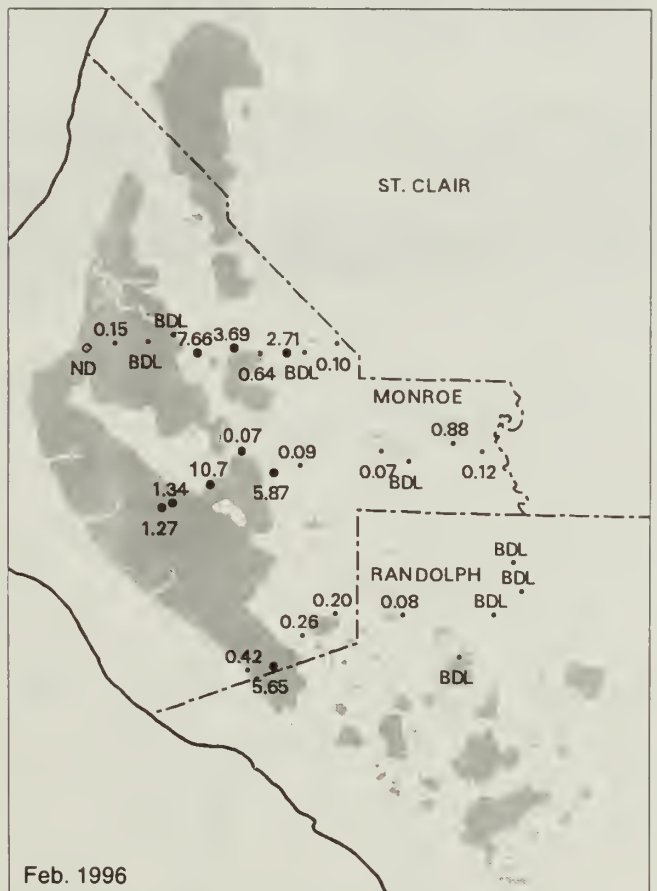 ST. CLAIR
BDL
0.15 7.66 3.69 2.71 0.10
ND BDL 0.64 BDL
MONROE
0.07 0.09 0.88
10.7 5.87 0.07 BDL 0.12
1.34
1.27
BDL
RANDOLPH BDL
0.20 0.08 BDL
0.26
0.42
5.65 BDL
Feb. 1996